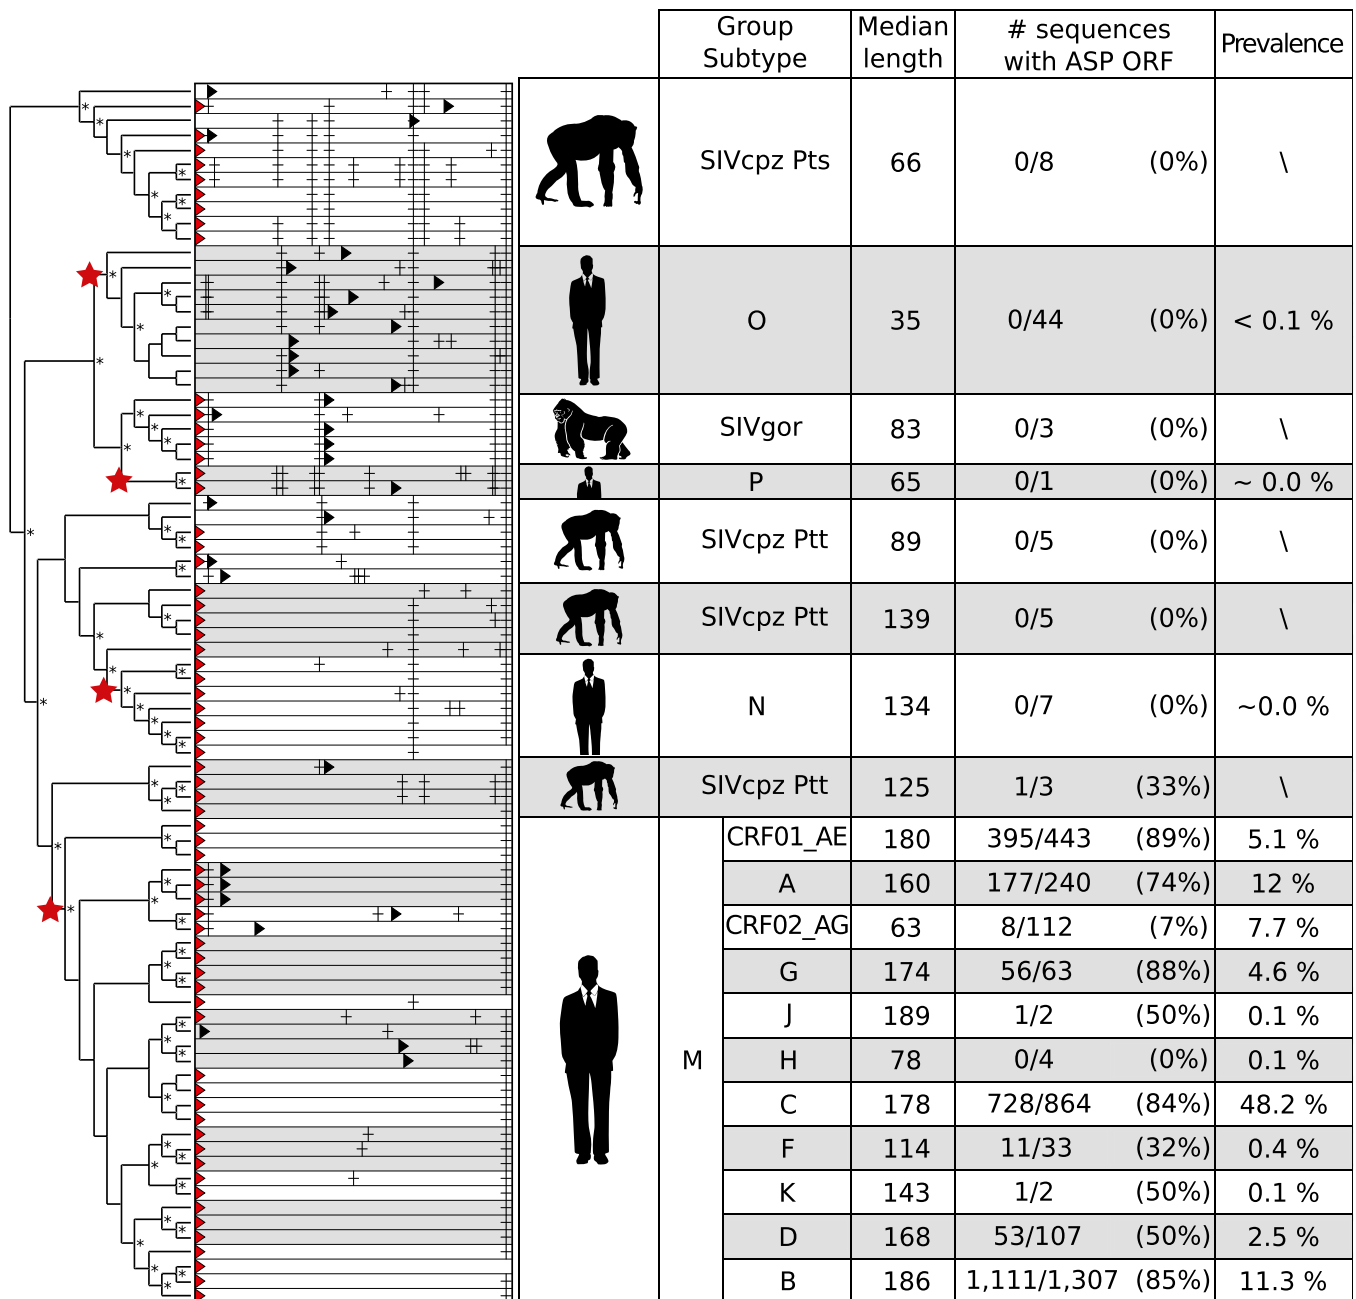 Group Subtype Median length # sequences with ASP ORF Prevalence
SIVcpz Pts 66 0/8 (0%) \
O 35 0/44 (0%) < 0.1 %
SIVgor 83 0/3 (0%) \
P 65 0/1 (0%) ~ 0.0 %
SIVcpz Ptt 89 0/5 (0%) \
SIVcpz Ptt 139 0/5 (0%) \
N 134 0/7 (0%) ~0.0 %
SIVcpz Ptt 125 1/3 (33%) \
M
CRF01_AE 180 395/443 (89%) 5.1 %
A 160 177/240 (74%) 12 %
CRF02_AG 63 8/112 (7%) 7.7 %
G 174 56/63 (88%) 4.6 %
J 189 1/2 (50%) 0.1 %
H 78 0/4 (0%) 0.1 %
C 178 728/864 (84%) 48.2 %
F 114 11/33 (32%) 0.4 %
K 143 1/2 (50%) 0.1 %
D 168 53/107 (50%) 2.5 %
B 186 1,111/1,307 (85%) 11.3 %